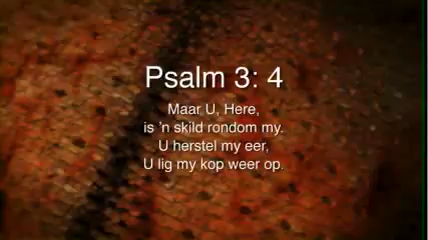 Psalm 3: 4
Maar U, Here,
is 'n skild rondom my.
U herstel my eer,
U lig my kop weer op.